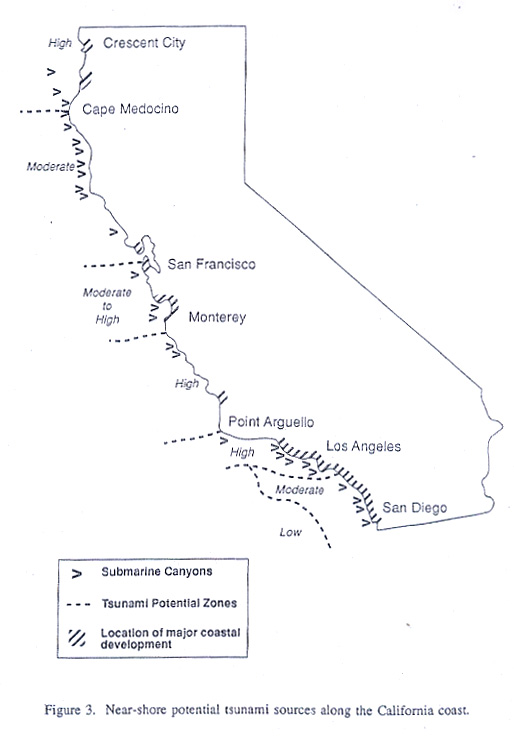 High
Crescent City
Cape Medocino
Moderate
San Francisco
Moderate
to
High
Monterey
High
Point Arguello
High
Los Angeles
Moderate
San Diego
Low
Submarine Canyons
Tsunami Potential Zones
Location of major coastal
development
Figure 3. Near-shore potential tsunami sources along the California coast.